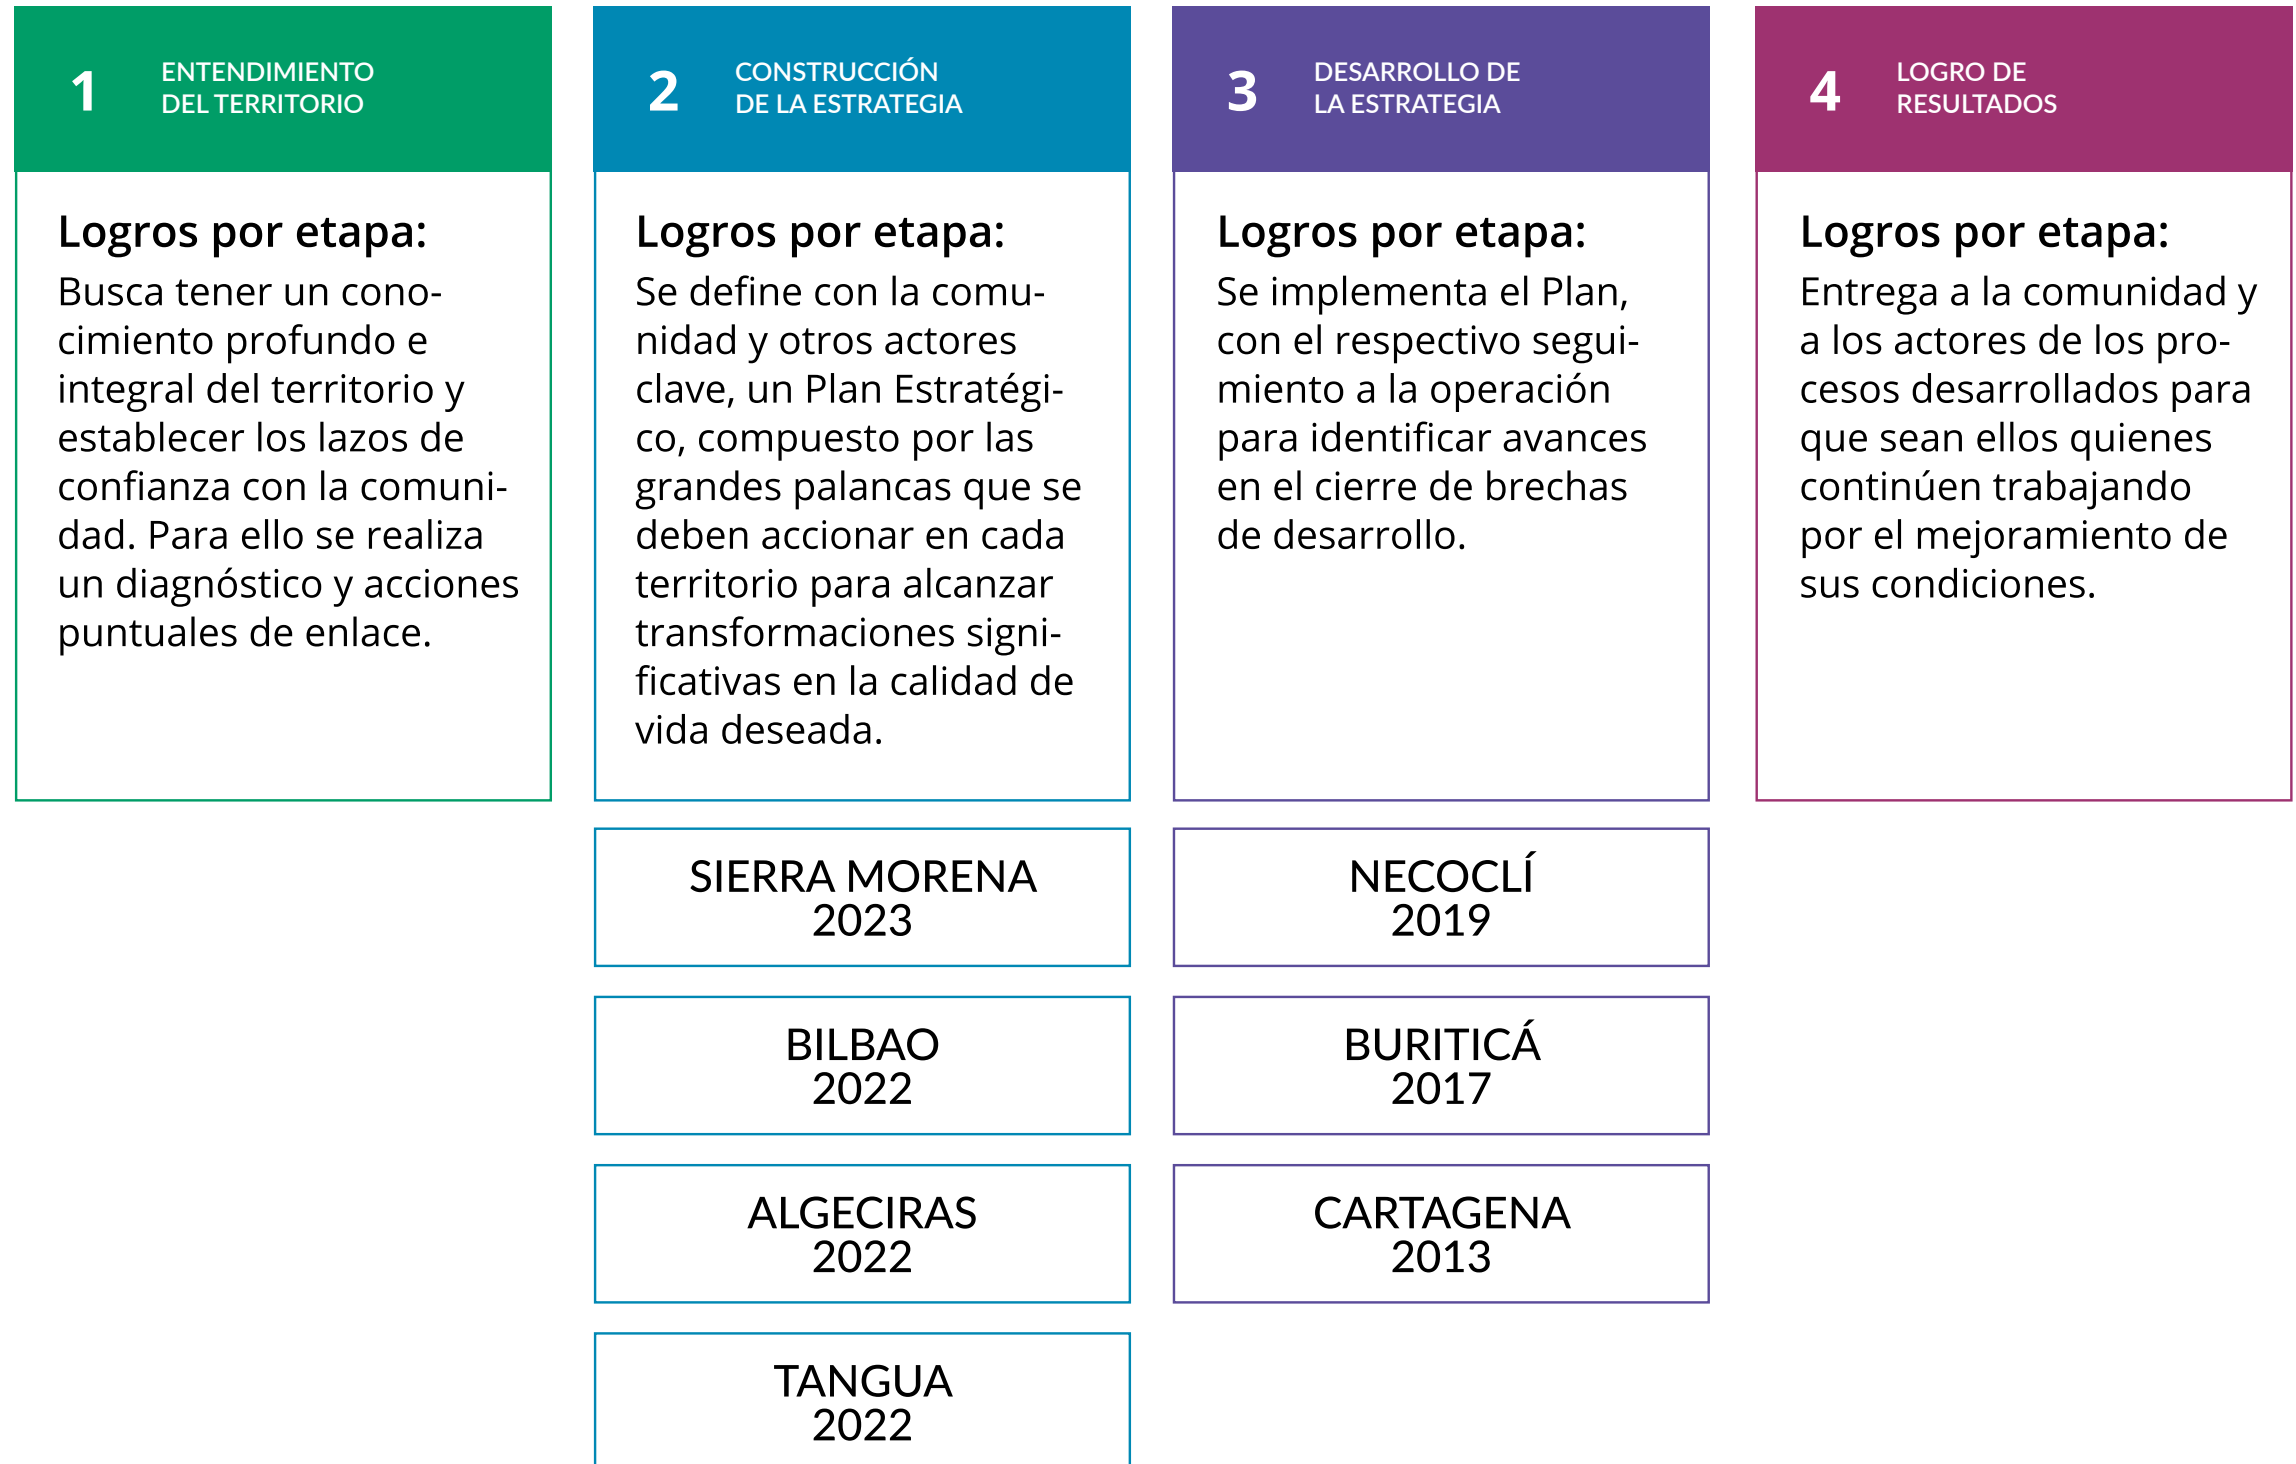 1
ENTENDIMIENTO
DEL TERRITORIO
Logros por etapa:
Busca tener un cono-
cimiento profundo e
integral del territorio y
establecer los lazos de
confianza con la comuni-
dad. Para ello se realiza
un diagnóstico y acciones
puntuales de enlace.
2
CONSTRUCCIÓN
DE LA ESTRATEGIA
Logros por etapa:
Se define con la comu-
nidad y otros actores
clave, un Plan Estratégi-
co, compuesto por las
grandes palancas que se
deben accionar en cada
territorio para alcanzar
transformaciones signi-
ficativas en la calidad de
vida deseada.
SIERRA MORENA
2023
BILBAO
2022
ALGECIRAS
2022
TANGUA
2022
3
DESARROLLO DE
LA ESTRATEGIA
Logros por etapa:
Se implementa el Plan,
con el respectivo segui-
miento a la operación
para identificar avances
en el cierre de brechas
de desarrollo.
NECOCLÍ
2019
BURITICÁ
2017
CARTAGENA
2013
4
LOGRO DE
RESULTADOS
Logros por etapa:
Entrega a la comunidad y
a los actores de los pro-
cesos desarrollados para
que sean ellos quienes
continúen trabajando
por el mejoramiento de
sus condiciones.